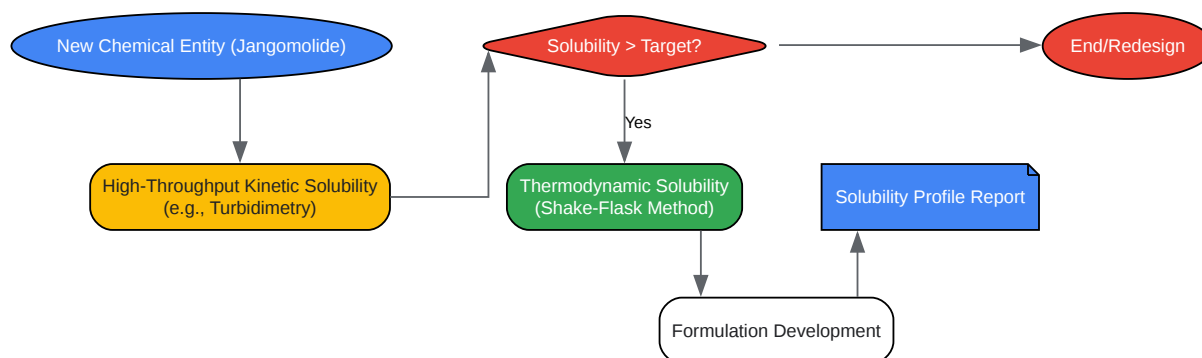 New Chemical Entity (Jangomolide)
Solubility > Target?
End/Redesign
Yes
High-Throughput Kinetic Solubility
(e.g., Turbidimetry)
Thermodynamic Solubility
(Shake-Flask Method)
Solubility Profile Report
Formulation Development